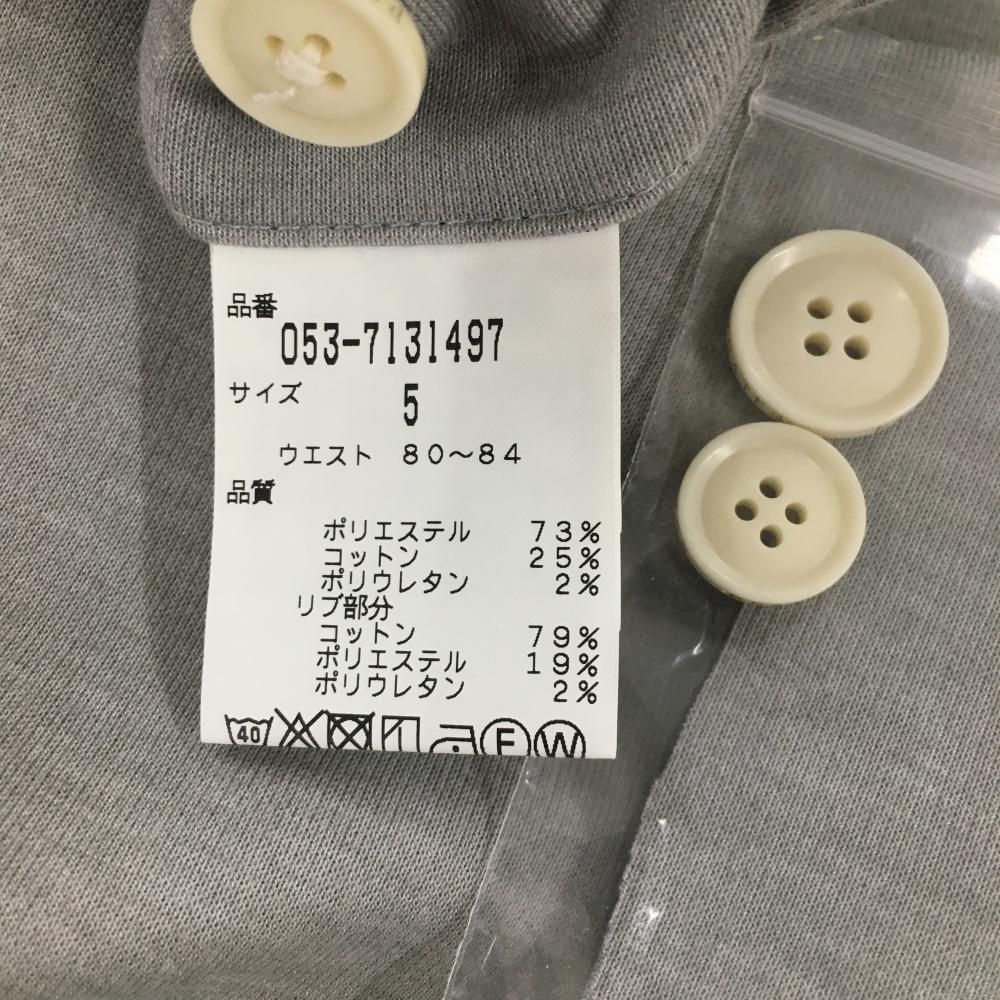 品番
053-7131497
サイズ 5
ウエスト 80～84
品質
ポリエステル 73%
コットン 25%
ポリウレタン 2%
リブ部分
コットン 79%
ポリエステル 19%
ポリウレタン 2%
40 F W